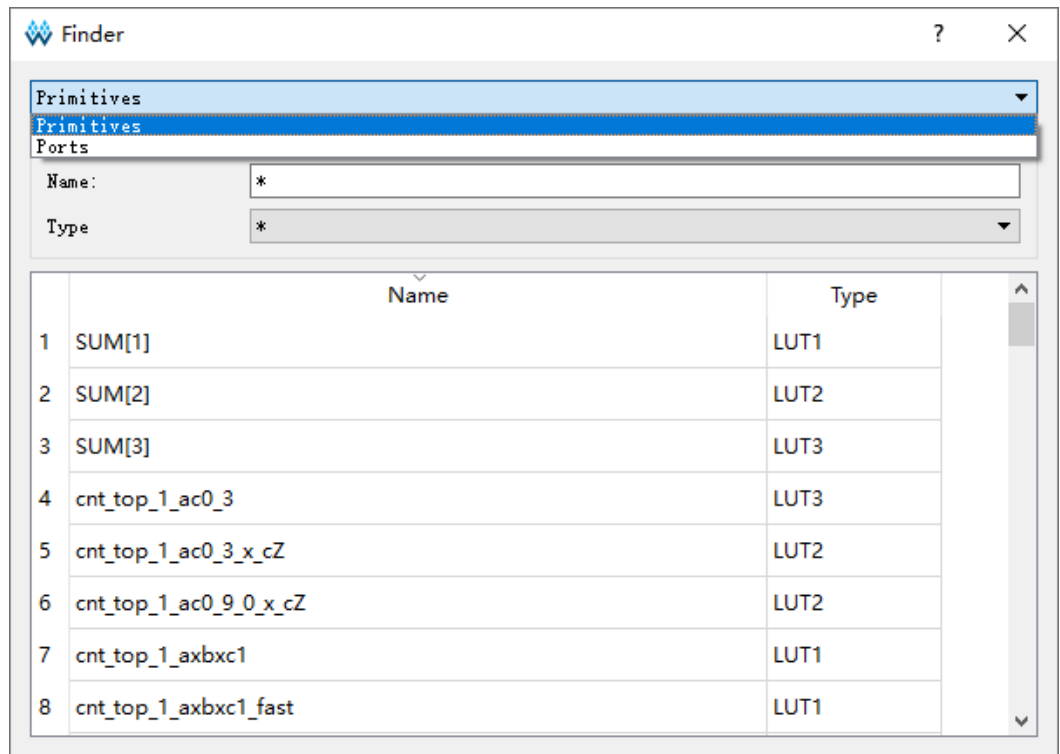 Finder ?
Primitives
Primitives
Ports
Name: *
Type *
Name Type
1 SUM[1] LUT1
2 SUM[2] LUT2
3 SUM[3] LUT3
4 cnt_top_1_ac0_3 LUT3
5 cnt_top_1_ac0_3_x_cZ LUT2
6 cnt_top_1_ac0_9_0_x_cZ LUT2
7 cnt_top_1_axbxc1 LUT1
8 cnt_top_1_axbxc1_fast LUT1